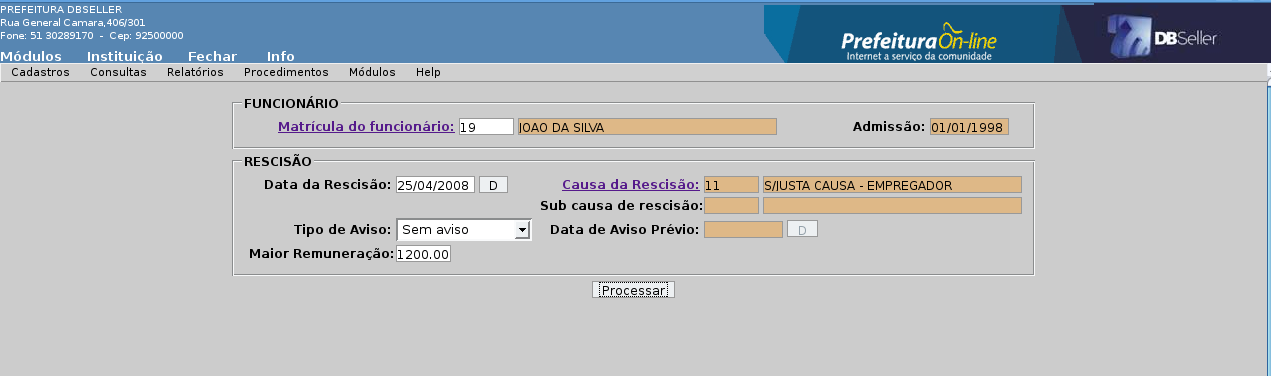 PREFEITURA DBSELLER
Rua General Camara,406/301
Fone: 51 30289170 - Cep: 92500000
Módulos Instituição Fechar Info
Prefeitura On-line
Internet a serviço da comunidade
DBSeller
Cadastros Consultas Relatórios Procedimentos Módulos Help
FUNCIONÁRIO
Matrícula do funcionário: 19 JOAO DA SILVA Admissão: 01/01/1998
RESCISÃO
Data da Rescisão: 25/04/2008 D Causa da Rescisão: 11 S/JUSTA CAUSA - EMPREGADOR
Sub causa de rescisão:
Tipo de Aviso: Sem aviso Data de Aviso Prévio: D
Maior Remuneração: 1200.00
Processar